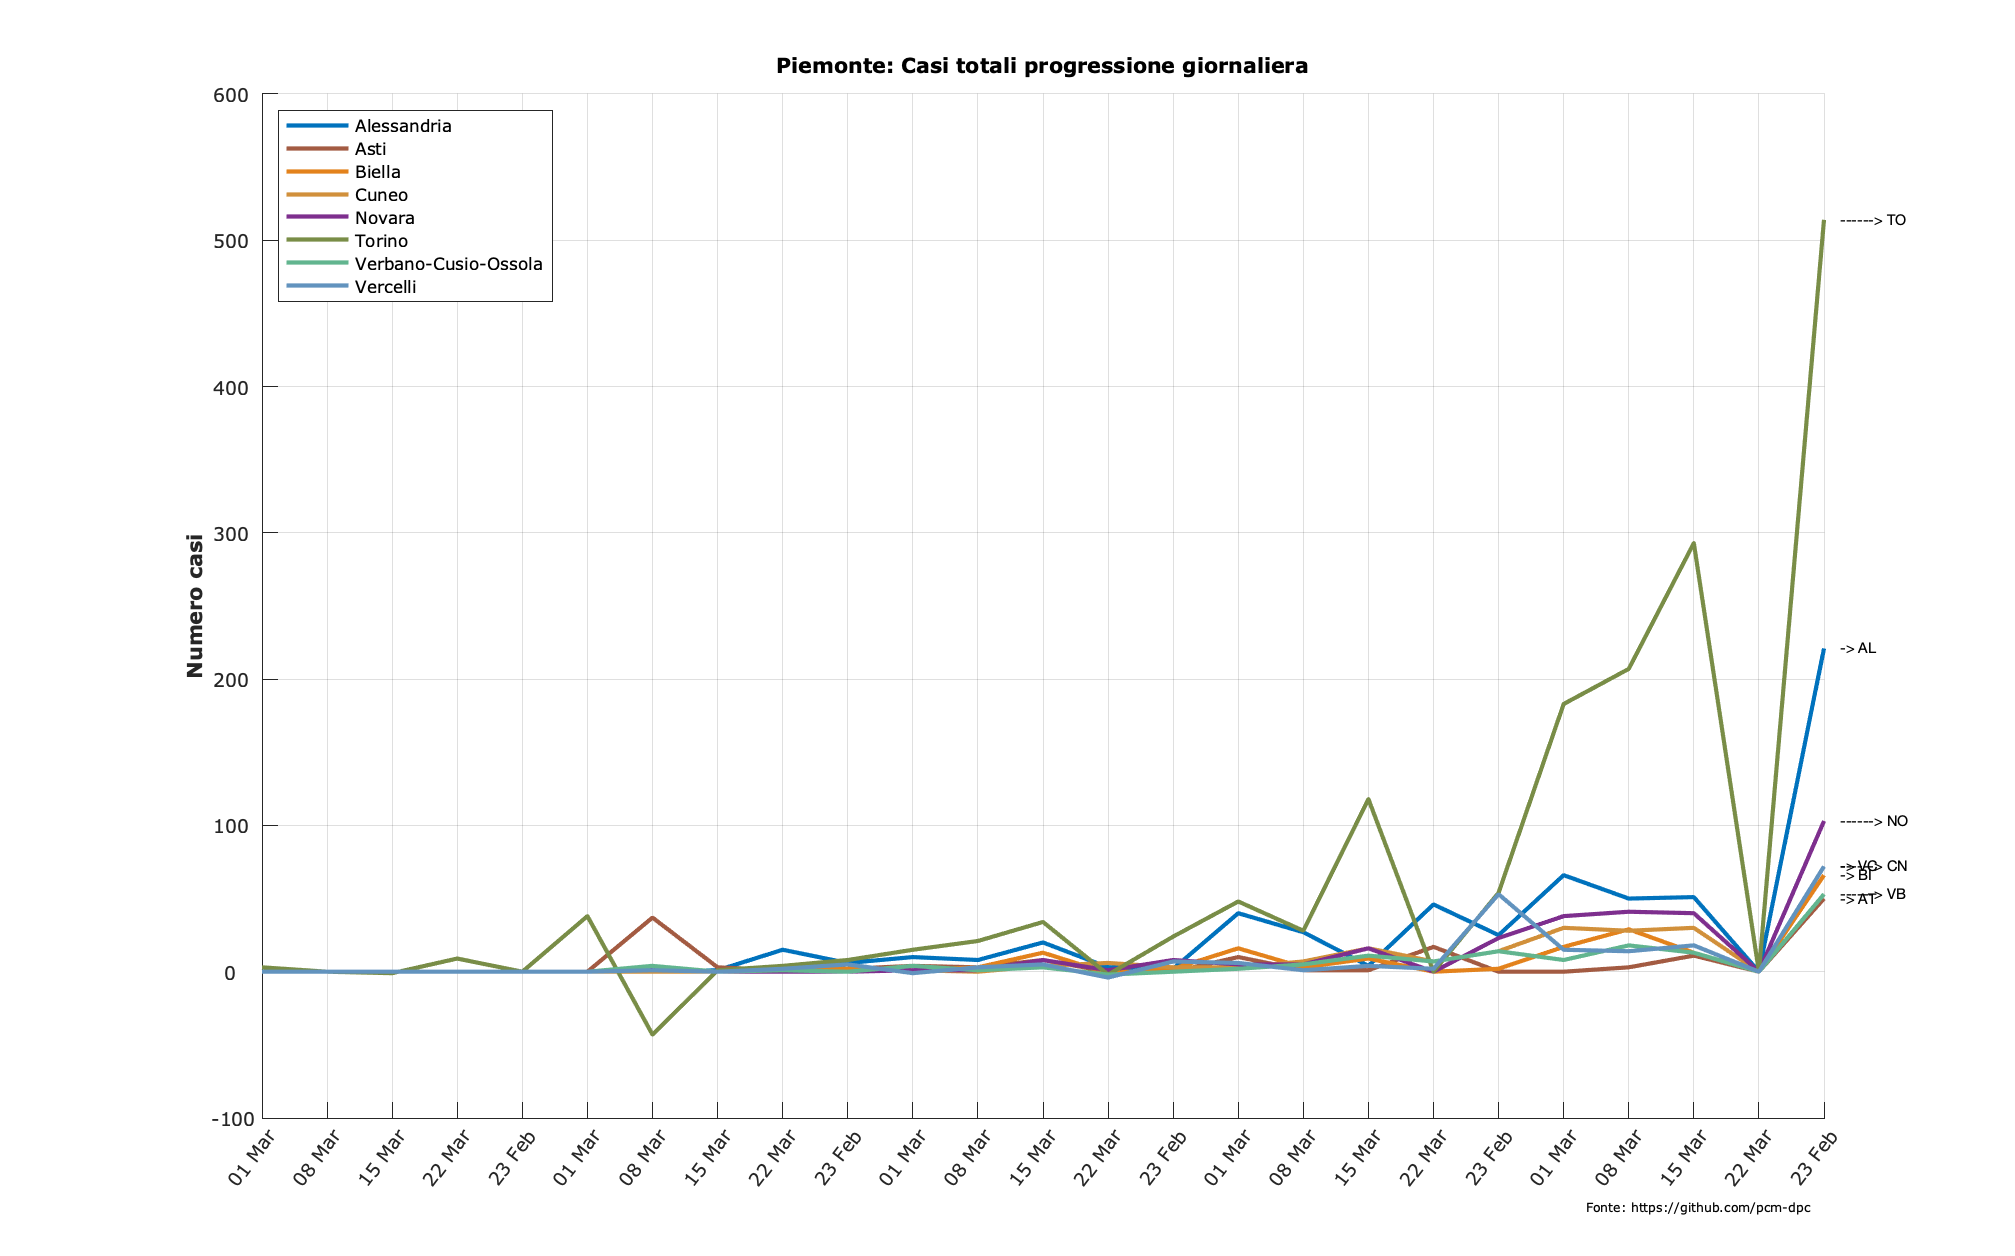 Piemonte: Casi totali progressione giornaliera
600
500
400
300
200
100
0
-100
Numero casi
Alessandria
Asti
Biella
Cuneo
Novara
Torino
Verbano-Cusio-Ossola
Vercelli
------> TO
-> AL
------> NO
-> VC
------> CN
-> BI
------> VB
-> AT
01 Mar
08 Mar
15 Mar
22 Mar
23 Feb
01 Mar
08 Mar
15 Mar
22 Mar
23 Feb
01 Mar
08 Mar
15 Mar
22 Mar
23 Feb
01 Mar
08 Mar
15 Mar
22 Mar
23 Feb
01 Mar
08 Mar
15 Mar
22 Mar
23 Feb
Fonte: https://github.com/pcm-dpc